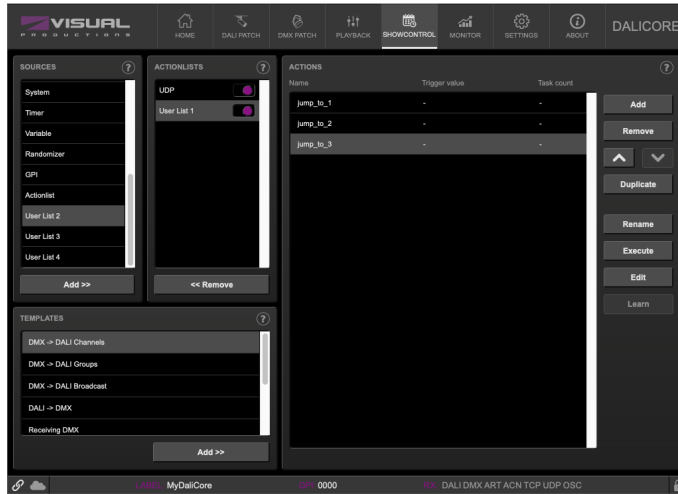 VISUAL
PRODUCTIONS
HOME
DALI PATCH
DMX PATCH
PLAYBACK
SHOWCONTROL
MONITOR
SETTINGS
ABOUT
DALICORE
SOURCES
?
System
Timer
Variable
Randomizer
GPI
Actionlist
User List 2
User List 3
User List 4
Add >>
ACTIONLISTS
?
UDP
User List 1
<< Remove
TEMPLATES
?
DMX -> DALI Channels
DMX -> DALI Groups
DMX -> DALI Broadcast
DALI -> DMX
Receiving DMX
Add >>
ACTIONS
?
Name Trigger value Task count
jump_to_1 - -
jump_to_2 - -
jump_to_3 - -
Add
Remove
Duplicate
Rename
Execute
Edit
Learn
LABEL: MyDaliCore 0000 RX: DALI DMX ART ACN TCP UDP OSC